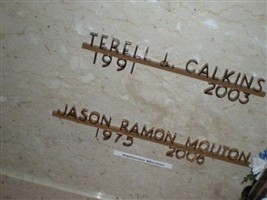 TERELL J. CALKINS
1991 2003
JASON RAMON MOUTON
1975 2006